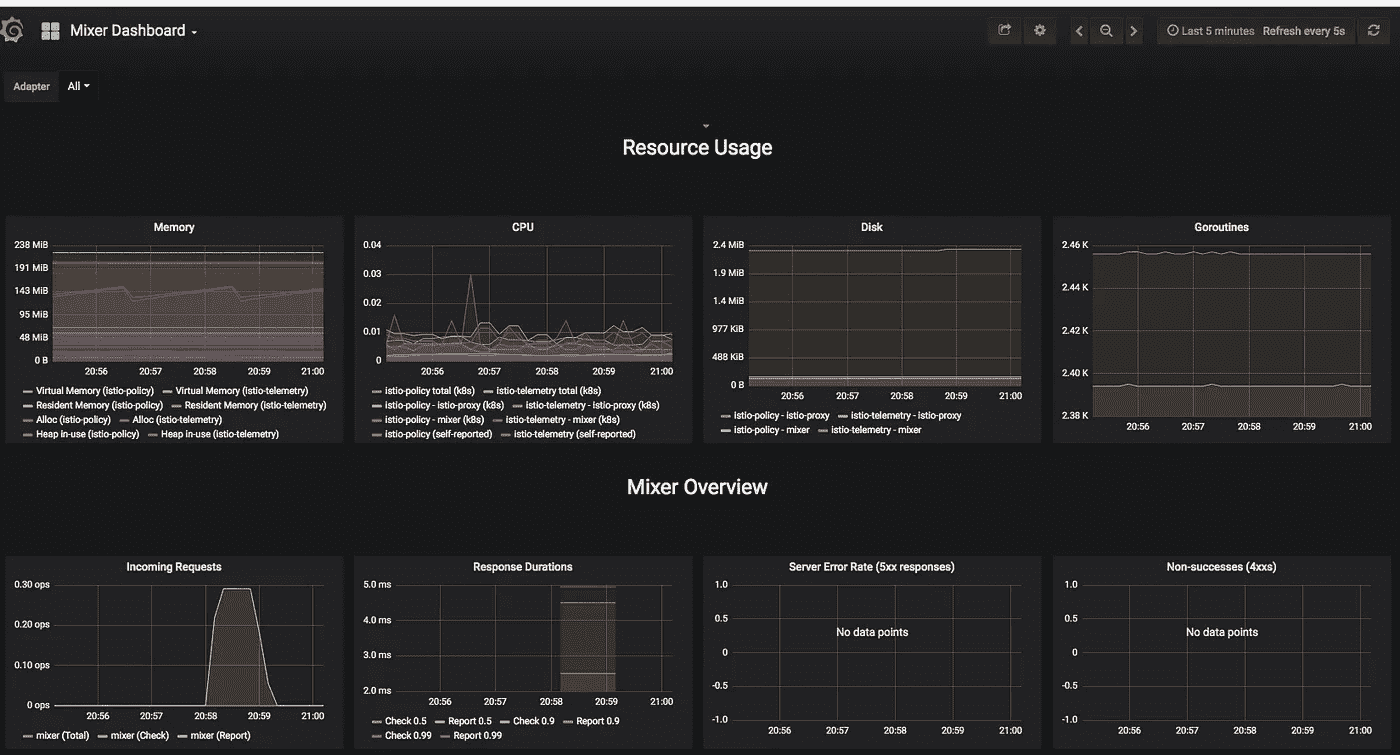 Mixer Dashboard
Last 5 minutes Refresh every 5s
Adapter All
Resource Usage
Memory
238 MiB
191 MiB
143 MiB
95 MiB
48 MiB
0 B
20:56 20:57 20:58 20:59 21:00
Virtual Memory (istio-policy) Virtual Memory (istio-telemetry)
Resident Memory (istio-policy) Resident Memory (istio-telemetry)
Alloc (istio-policy) Alloc (istio-telemetry)
Heap in-use (istio-policy) Heap in-use (istio-telemetry)
CPU
0.04
0.03
0.02
0.01
0
20:56 20:57 20:58 20:59 21:00
istio-policy total (k8s) istio-telemetry total (k8s)
istio-policy - istio-proxy (k8s) istio-telemetry - istio-proxy (k8s)
istio-policy - mixer (k8s) istio-telemetry - mixer (k8s)
istio-policy (self-reported) istio-telemetry (self-reported)
Disk
2.4 MiB
1.9 MiB
1.4 MiB
977 KiB
488 KiB
0 B
20:56 20:57 20:58 20:59 21:00
istio-policy - istio-proxy istio-telemetry - istio-proxy
istio-policy - mixer istio-telemetry - mixer
Goroutines
2.46 K
2.44 K
2.42 K
2.40 K
2.38 K
20:56 20:57 20:58 20:59 21:00
Mixer Overview
Incoming Requests
0.30 ops
0.20 ops
0.10 ops
0 ops
20:56 20:57 20:58 20:59 21:00
mixer (Total) mixer (Check) mixer (Report)
Response Durations
5.0 ms
4.0 ms
3.0 ms
2.0 ms
20:56 20:57 20:58 20:59 21:00
Check 0.5 Report 0.5 Check 0.9 Report 0.9
Check 0.99 Report 0.99
Server Error Rate (5xx responses)
1.0
0.5
0
-0.5
-1.0
No data points
20:56 20:57 20:58 20:59 21:00
Non-successes (4xxs)
1.0
0.5
0
-0.5
-1.0
No data points
20:56 20:57 20:58 20:59 21:00